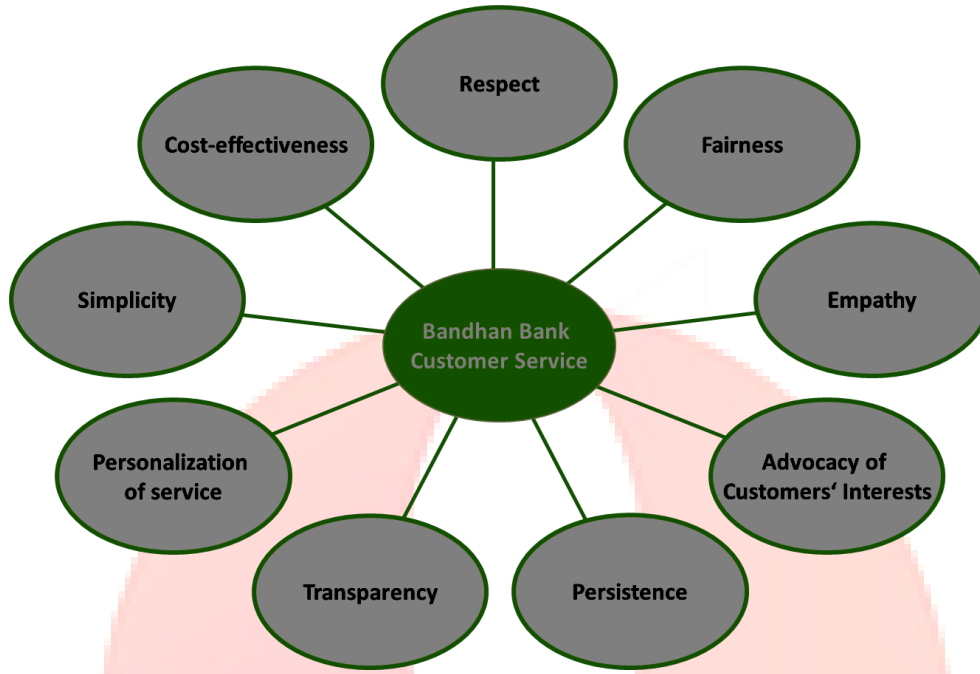 Respect
Cost-effectiveness
Fairness
Simplicity
Empathy
Bandhan Bank
Customer Service
Personalization
of service
Advocacy of
Customers‘ Interests
Transparency
Persistence